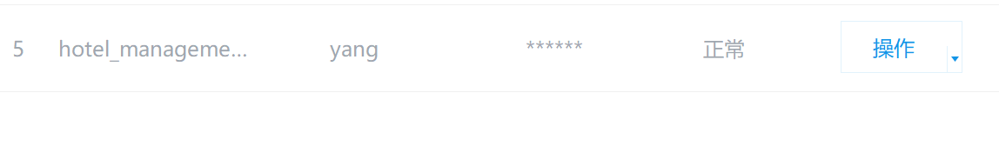 5 hotel_manageme... yang ****** 正常 操作